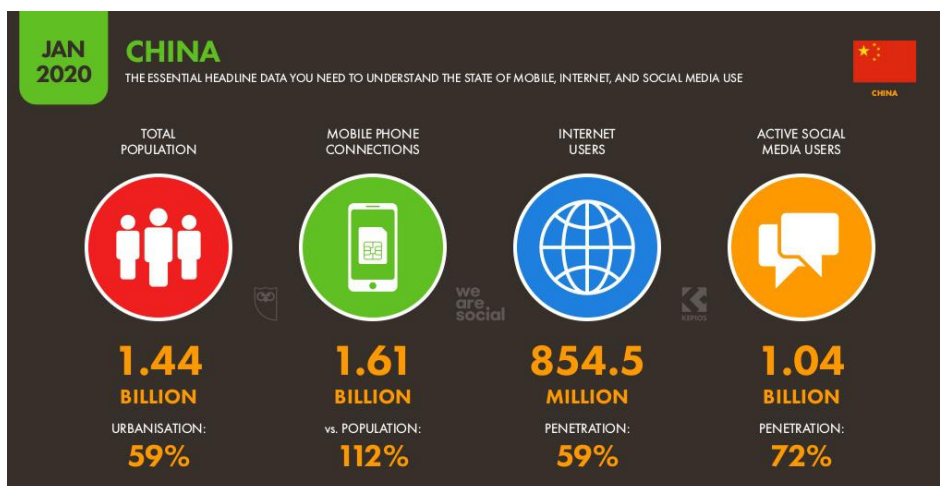 JAN
2020
CHINA
THE ESSENTIAL HEADLINE DATA YOU NEED TO UNDERSTAND THE STATE OF MOBILE, INTERNET, AND SOCIAL MEDIA USE
CHINA
TOTAL
POPULATION
MOBILE PHONE
CONNECTIONS
INTERNET
USERS
ACTIVE SOCIAL
MEDIA USERS
we
are.
social
KEPIOS
1.44
BILLION
URBANISATION:
59%
1.61
BILLION
vs. POPULATION:
112%
854.5
MILLION
PENETRATION:
59%
1.04
BILLION
PENETRATION:
72%